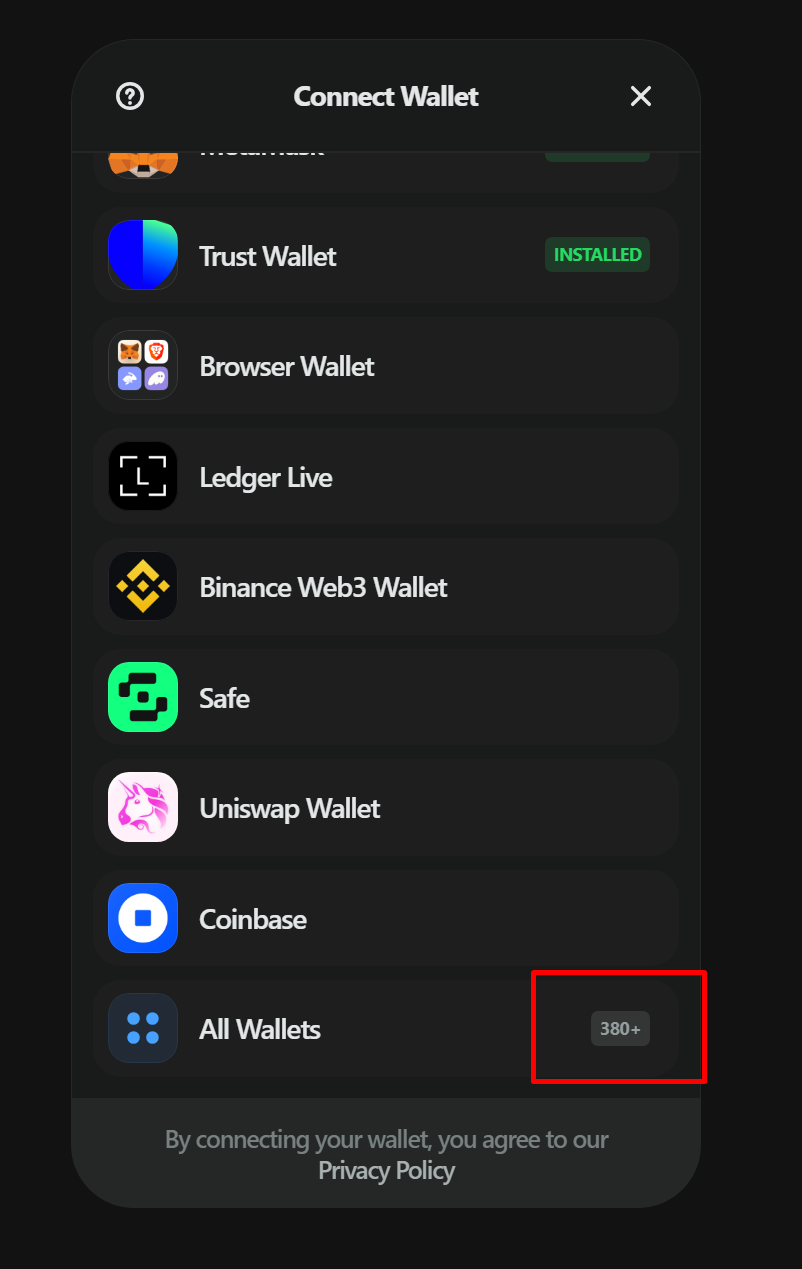 Connect Wallet
Trust Wallet
INSTALLED
Browser Wallet
L
Ledger Live
Binance Web3 Wallet
Safe
Uniswap Wallet
Coinbase
All Wallets
380+
By connecting your wallet, you agree to our
Privacy Policy